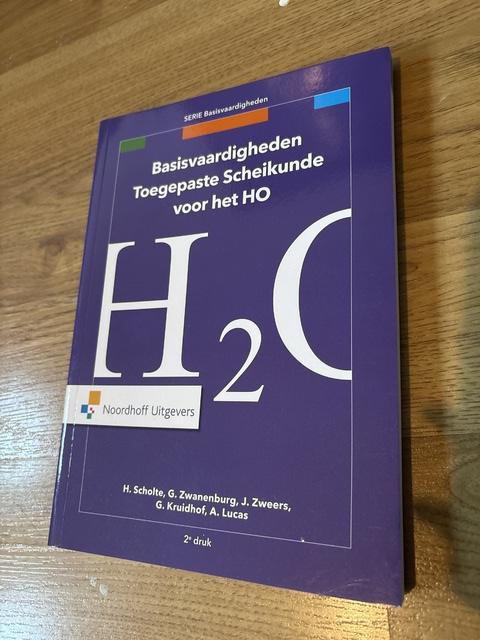 SERIE Basisvaardigheden
Basisvaardigheden
Toegepaste Scheikunde
voor het HO
H2O
Noordhoff Uitgevers
H. Scholte, G. Zwanenburg, J. Zweers,
G. Kruidhof, A. Lucas
2e druk